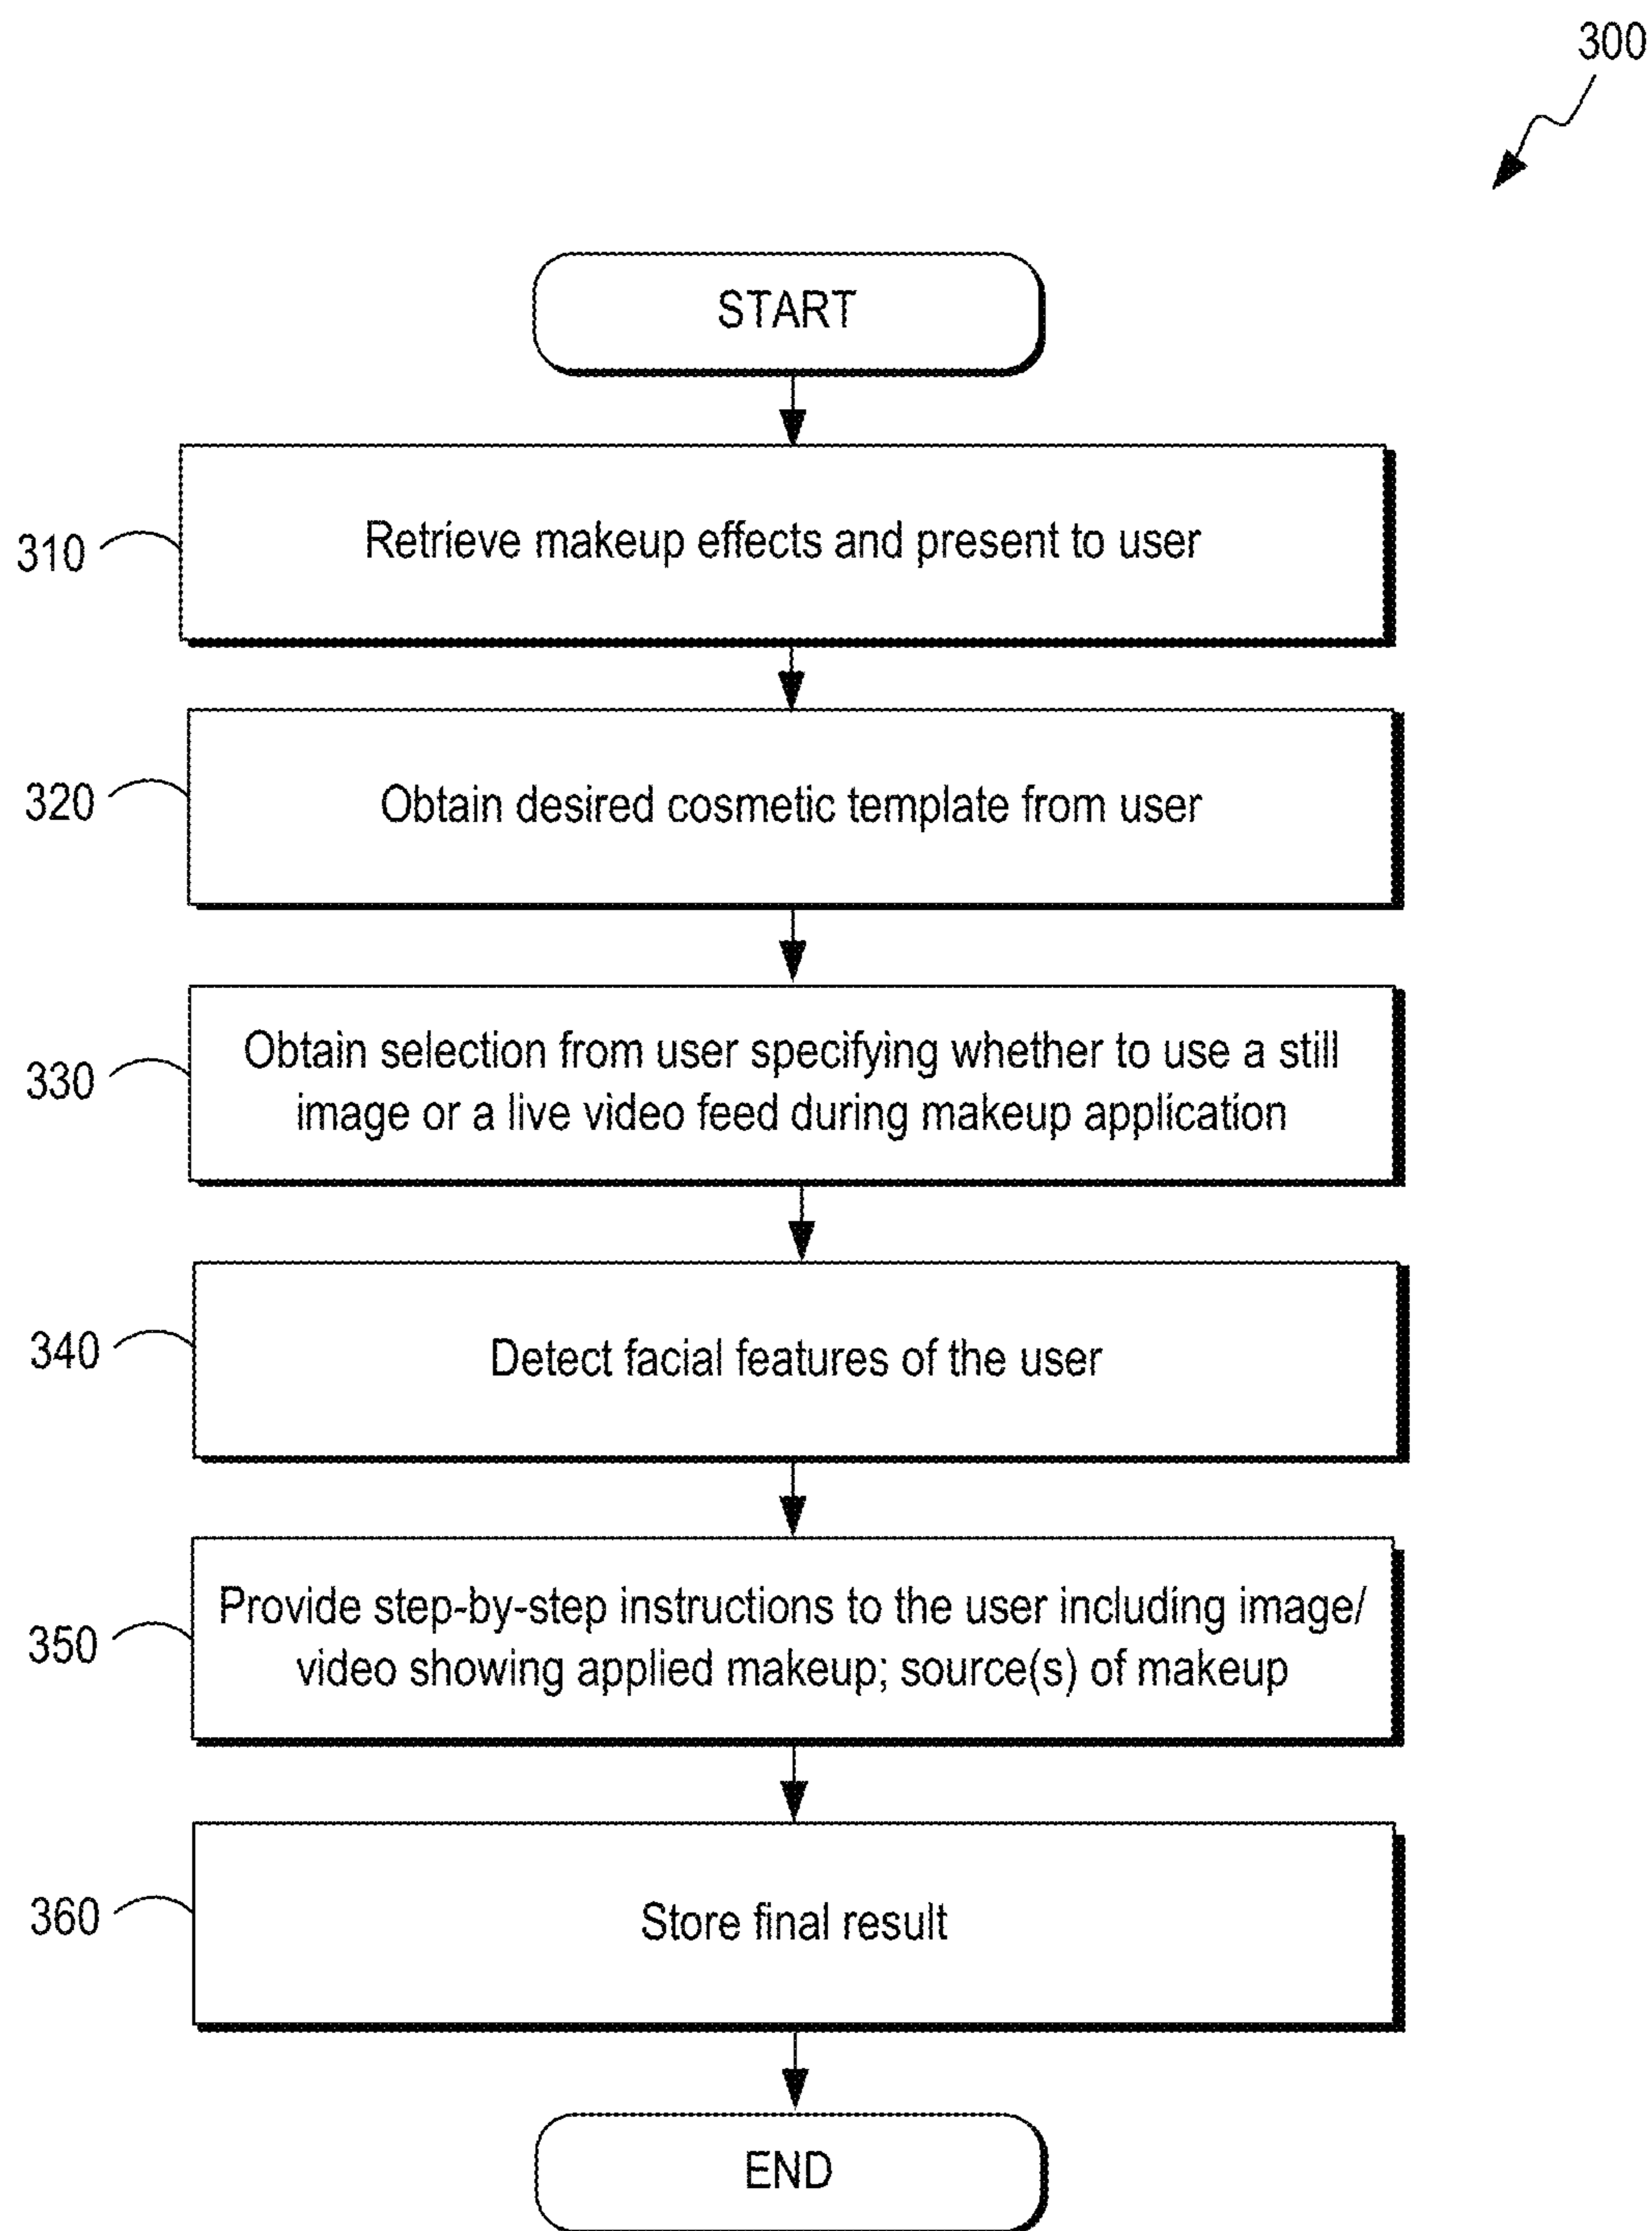 300
START
310
Retrieve makeup effects and present to user
320
Obtain desired cosmetic template from user
330
Obtain selection from user specifying whether to use a still
image or a live video feed during makeup application
340
Detect facial features of the user
350
Provide step-by-step instructions to the user including image/
video showing applied makeup; source(s) of makeup
360
Store final result
END